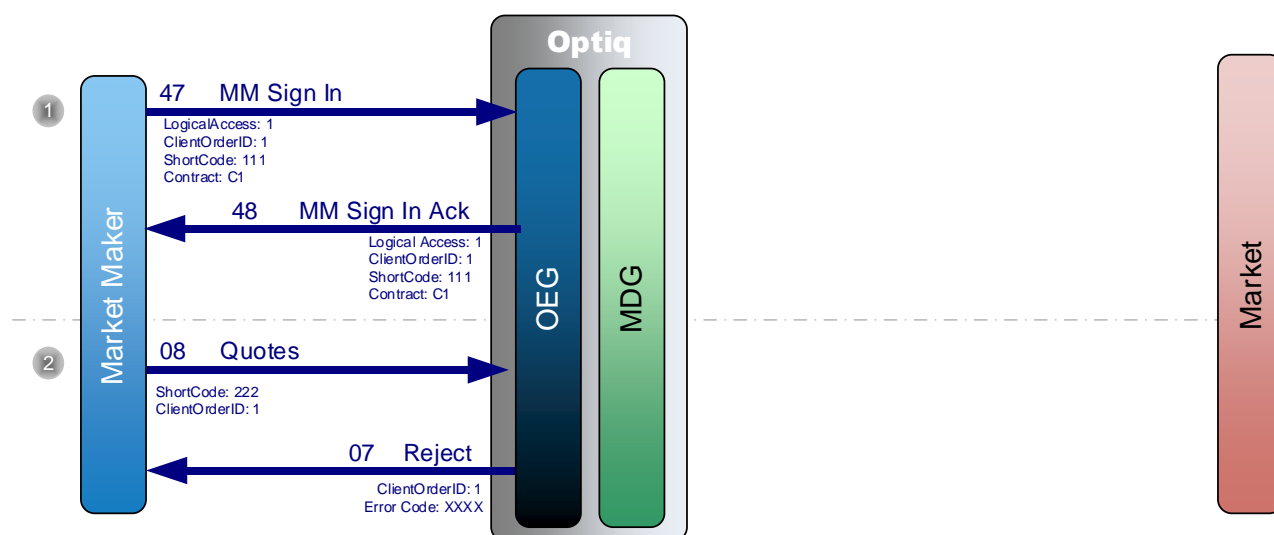 Optiq
1
47 MM Sign In
LogicalAccess: 1
ClientOrderID: 1
ShortCode: 111
Contract: C1
48 MM Sign In Ack
Logical Access: 1
ClientOrderID: 1
ShortCode: 111
Contract: C1
Market Maker
OEG
MDG
Market
2
08 Quotes
ShortCode: 222
ClientOrderID: 1
07 Reject
ClientOrderID: 1
Error Code: XXXX